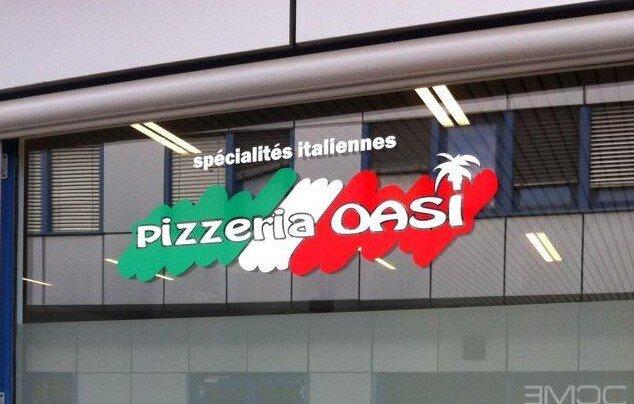 spécialités italiennes
Pizzeria OASI